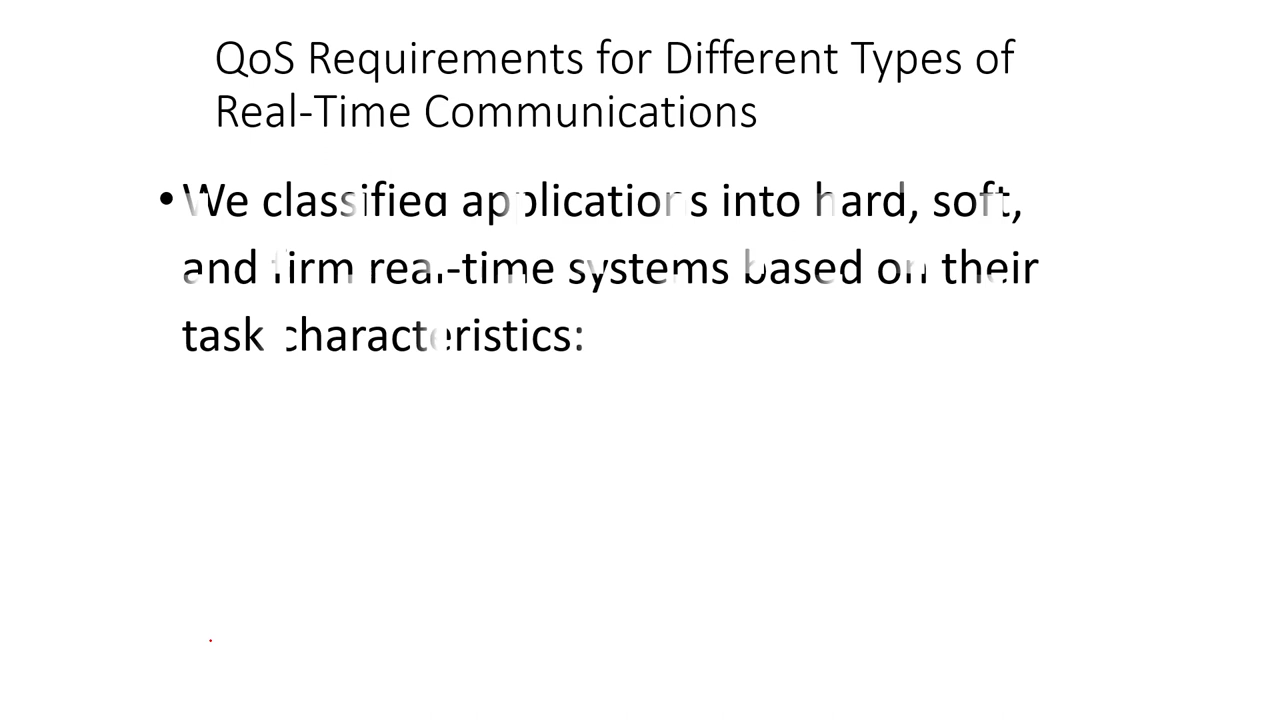 QoS Requirements for Different Types of
Real-Time Communications
• We classified applications into hard, soft,
and firm real-time systems based on their
task characteristics: